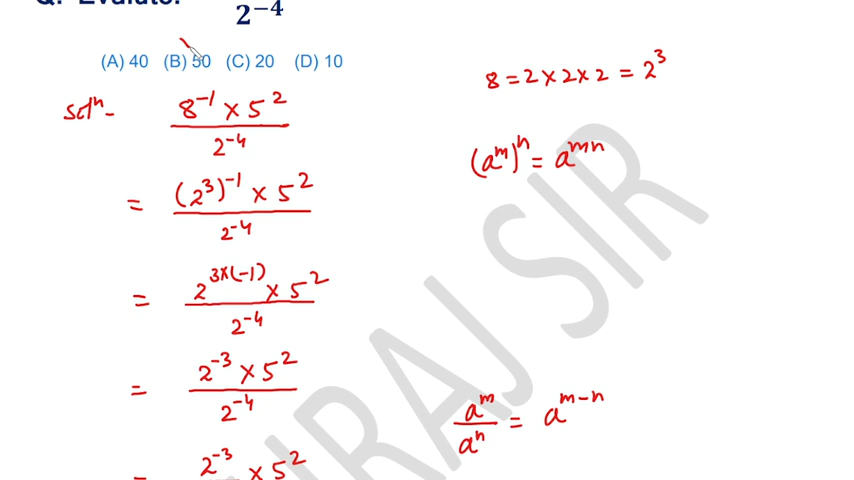 Q. Evaluate:
2⁻⁴
(A) 40 (B) 50 (C) 20 (D) 10
Solⁿ- 8⁻¹ × 5²
2⁻⁴
= (2³)⁻¹ × 5²
2⁻⁴
= 2³ˣ⁽⁻¹⁾ × 5²
2⁻⁴
= 2⁻³ × 5²
2⁻⁴
= 2⁻³ × 5²
8 = 2 × 2 × 2 = 2³
(aᵐ)ⁿ = aᵐⁿ
aᵐ/aⁿ = aᵐ⁻ⁿ
RAJ SIR